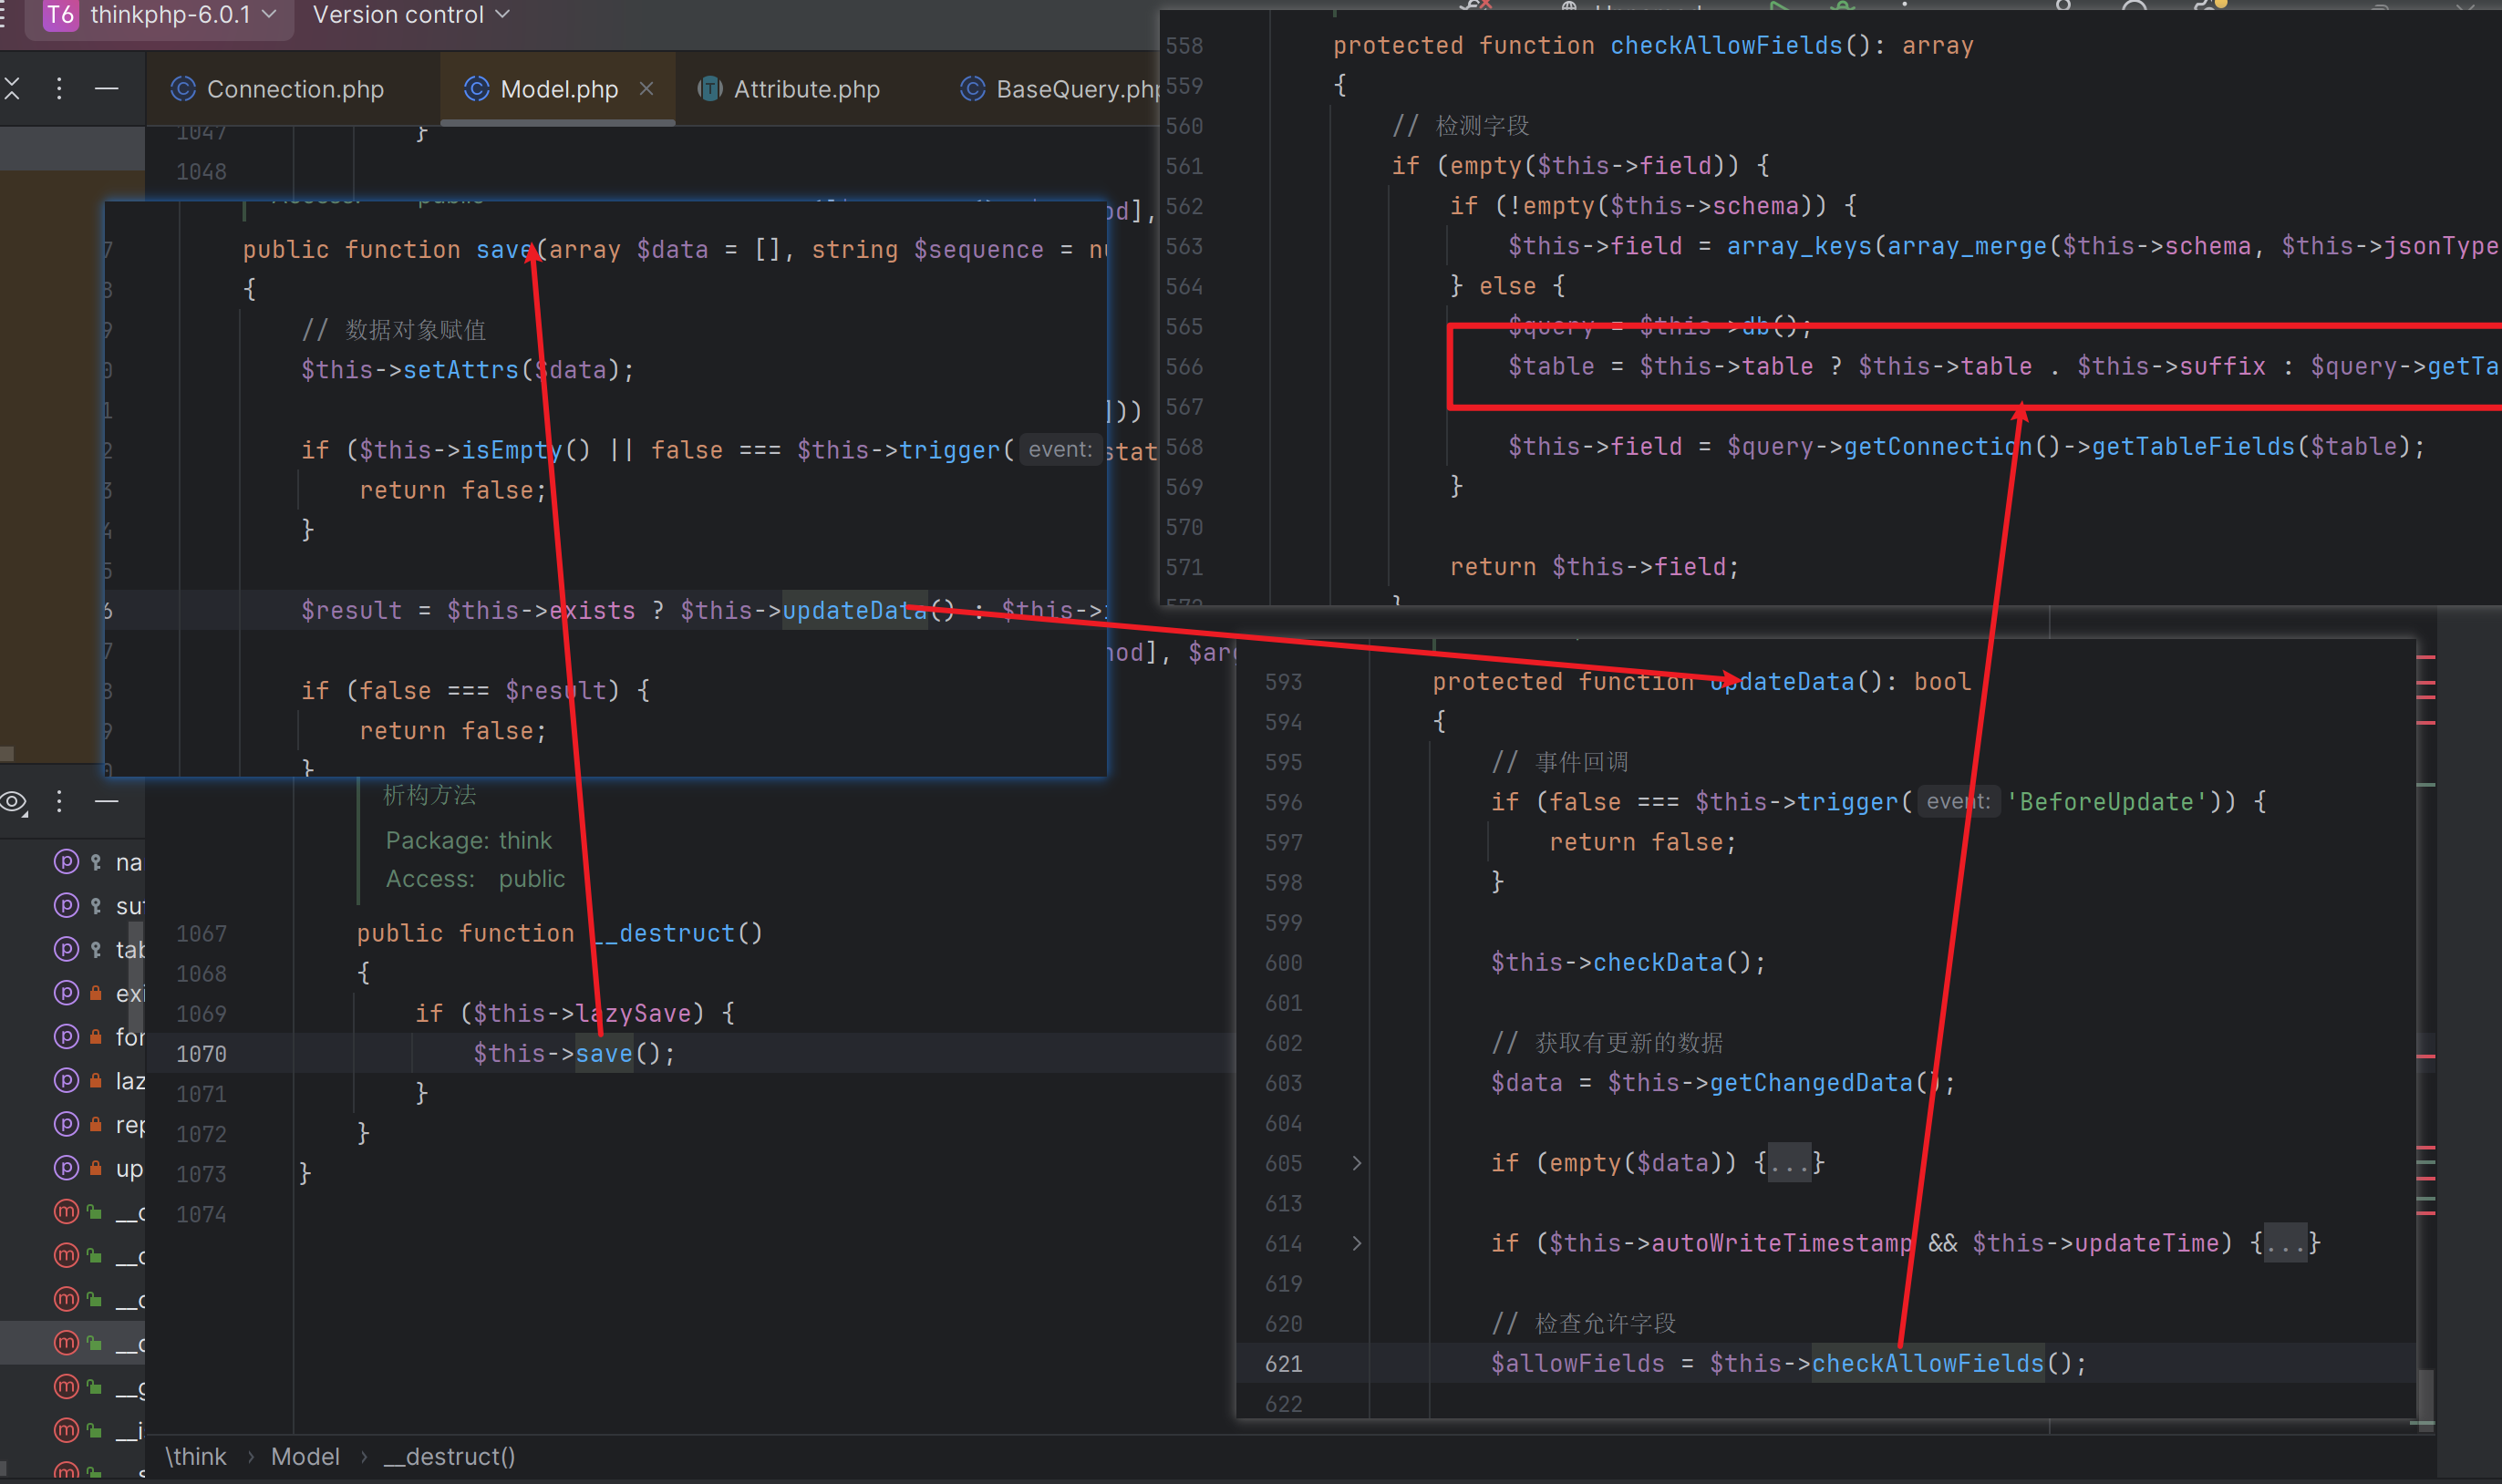 T6 thinkphp-6.0.1 Version control
Connection.php Model.php Attribute.php BaseQuery.php
1047 }
1048
public function save(array $data = [], string $sequence = nu
{
// 数据对象赋值
$this->setAttrs($data);
if ($this->isEmpty() || false === $this->trigger( event:
return false;
}
$result = $this->exists ? $this->updateData() : $this->
if (false === $result) {
return false;
}
od],
]))
stat
nod], $arg
析构方法
Package: think
Access: public
1067 public function __destruct()
1068 {
1069 if ($this->lazySave) {
1070 $this->save();
1071 }
1072 }
1073 }
1074
558 protected function checkAllowFields(): array
559 {
560 // 检测字段
561 if (empty($this->field)) {
562 if (!empty($this->schema)) {
563 $this->field = array_keys(array_merge($this->schema, $this->jsonType
564 } else {
565 $query = $this->db();
566 $table = $this->table ? $this->table . $this->suffix : $query->getTa
567
568 $this->field = $query->getConnection()->getTableFields($table);
569 }
570
571 return $this->field;
572 }
593 protected function updateData(): bool
594 {
595 // 事件回调
596 if (false === $this->trigger( event: 'BeforeUpdate')) {
597 return false;
598 }
599
600 $this->checkData();
601
602 // 获取有更新的数据
603 $data = $this->getChangedData();
604
605 if (empty($data)) {...}
613
614 if ($this->autoWriteTimestamp && $this->updateTime) {...}
619
620 // 检查允许字段
621 $allowFields = $this->checkAllowFields();
622
na
suf
tab
exi
for
laz
rep
up
__c
__c
__c
__c
__g
__i
\think › Model › __destruct()